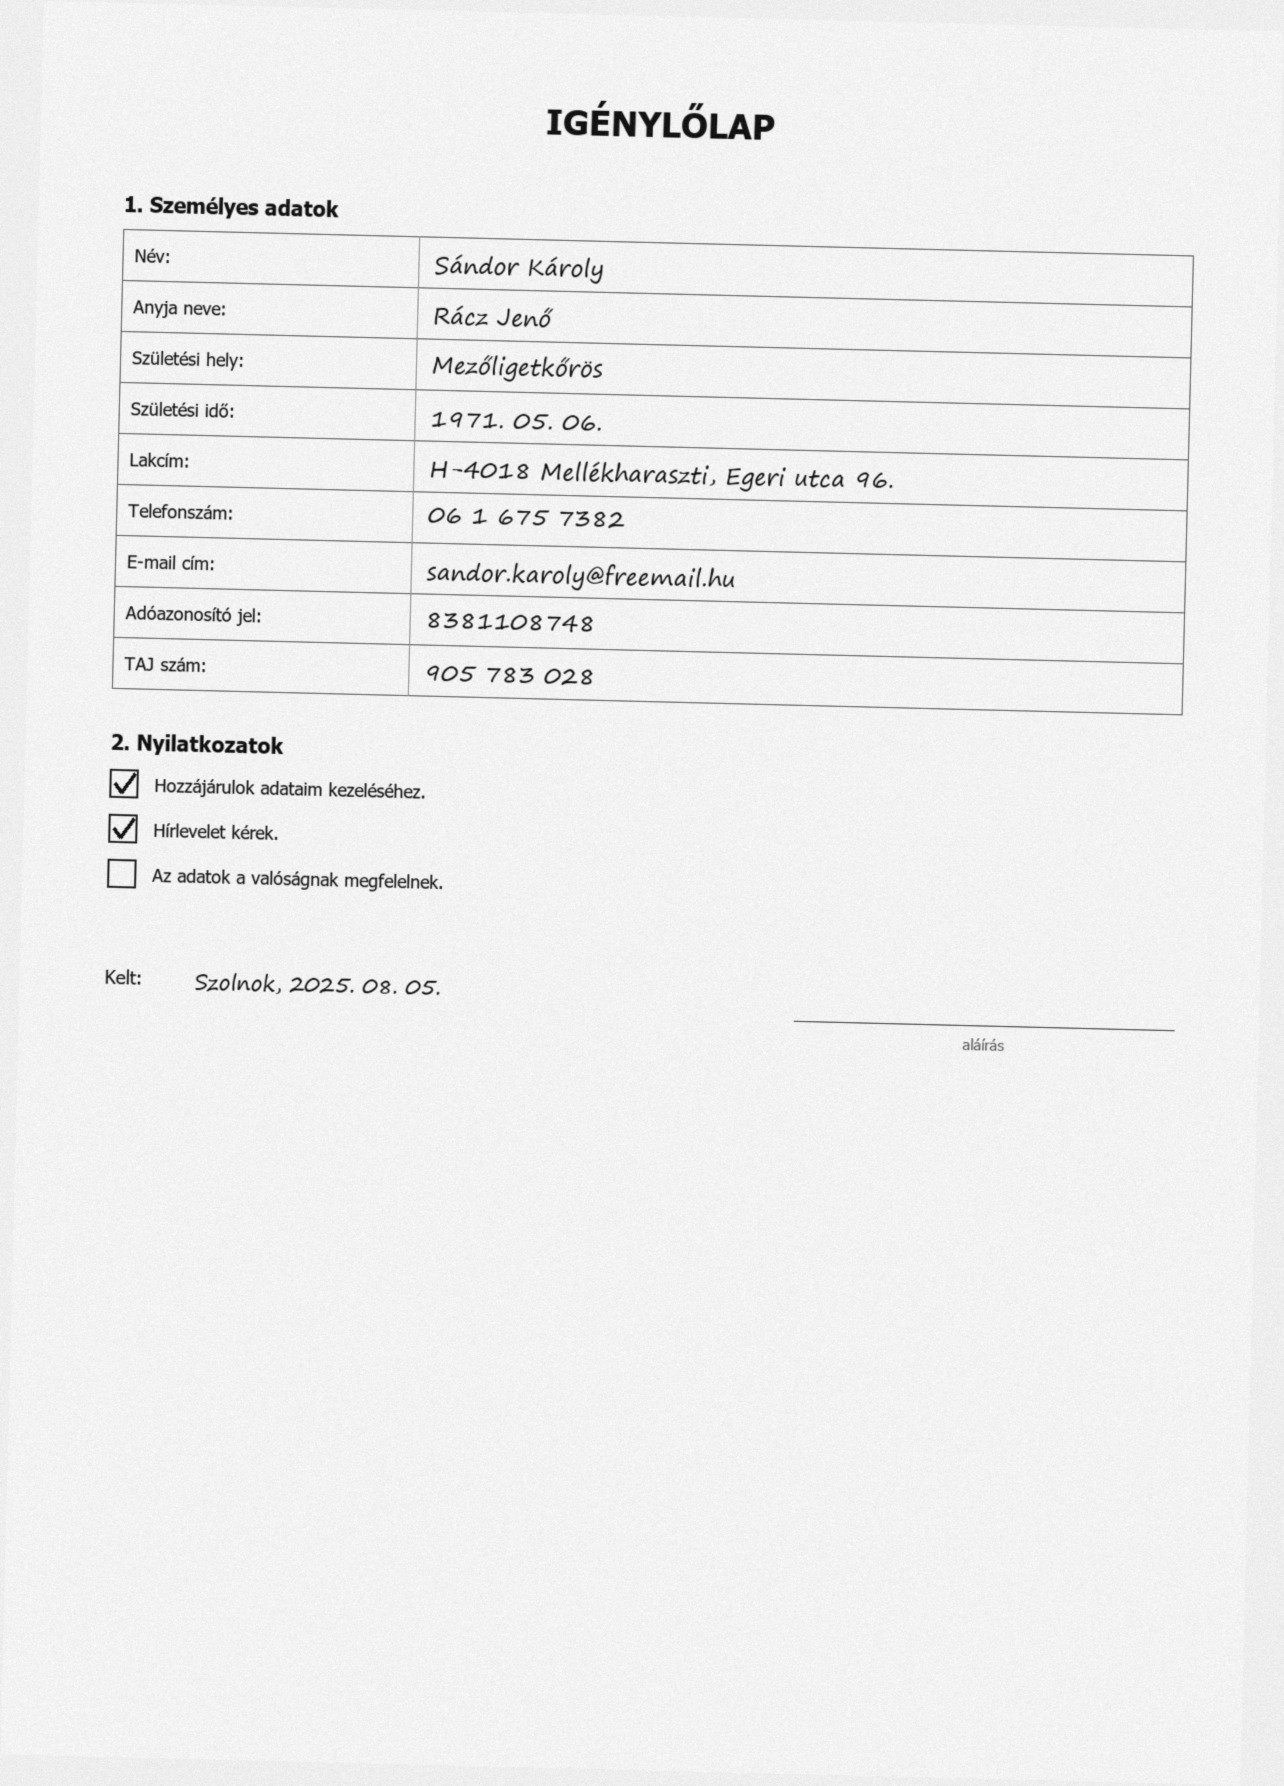 IGÉNYLŐLAP
1. Személyes adatok
Név: Sándor Károly
Anyja neve: Rácz Jenő
Születési hely: Mezőligetkőrös
Születési idő: 1971. 05. 06.
Lakcím: H-4018 Mellékharaszti, Egeri utca 96.
Telefonszám: 06 1 675 7382
E-mail cím: sandor.karoly@freemail.hu
Adóazonosító jel: 8381108748
TAJ szám: 905 783 028
2. Nyilatkozatok
Hozzájárulok adataim kezeléséhez.
Hírlevelet kérek.
Az adatok a valóságnak megfelelnek.
Kelt: Szolnok, 2025. 08. 05.
aláírás